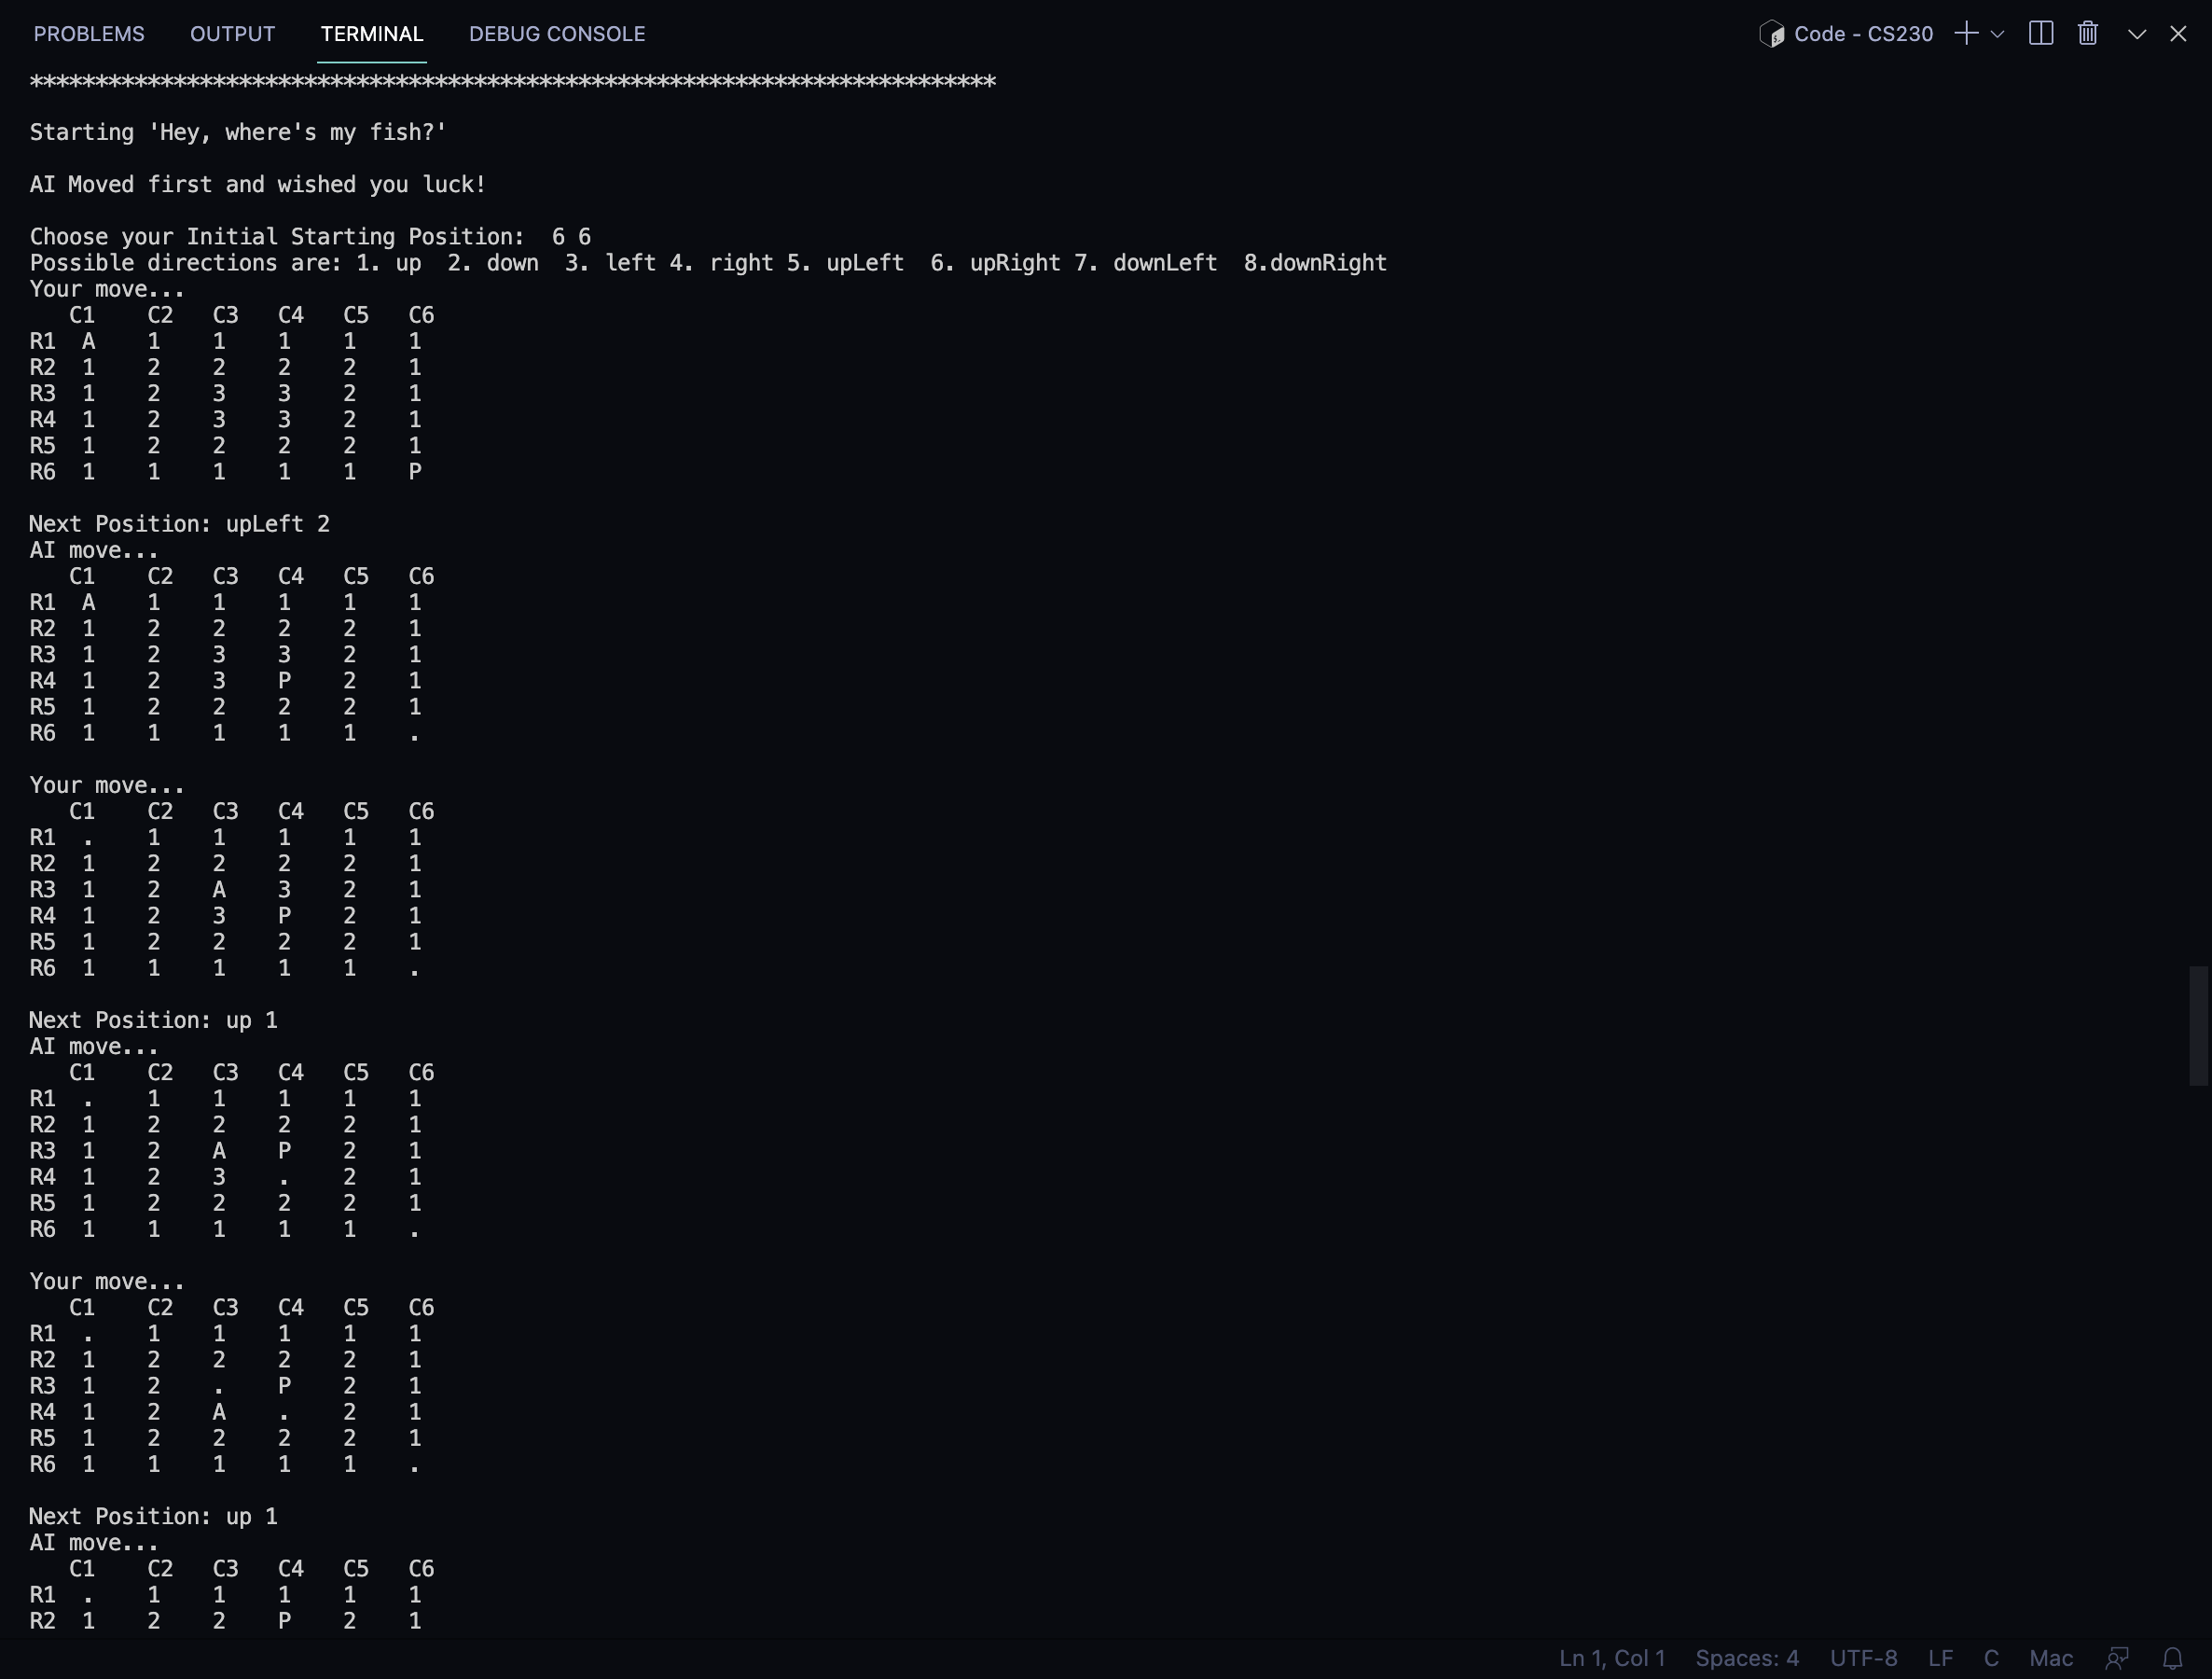 PROBLEMS OUTPUT TERMINAL DEBUG CONSOLE Code - CS230
**************************************************************************
Starting 'Hey, where's my fish?'
AI Moved first and wished you luck!
Choose your Initial Starting Position:  6 6
Possible directions are: 1. up  2. down  3. left 4. right 5. upLeft  6. upRight 7. downLeft  8.downRight
Your move...
   C1    C2   C3   C4   C5   C6
R1  A    1    1    1    1    1
R2  1    2    2    2    2    1
R3  1    2    3    3    2    1
R4  1    2    3    3    2    1
R5  1    2    2    2    2    1
R6  1    1    1    1    1    P
Next Position: upLeft 2
AI move...
   C1    C2   C3   C4   C5   C6
R1  A    1    1    1    1    1
R2  1    2    2    2    2    1
R3  1    2    3    3    2    1
R4  1    2    3    P    2    1
R5  1    2    2    2    2    1
R6  1    1    1    1    1    .
Your move...
   C1    C2   C3   C4   C5   C6
R1  .    1    1    1    1    1
R2  1    2    2    2    2    1
R3  1    2    A    3    2    1
R4  1    2    3    P    2    1
R5  1    2    2    2    2    1
R6  1    1    1    1    1    .
Next Position: up 1
AI move...
   C1    C2   C3   C4   C5   C6
R1  .    1    1    1    1    1
R2  1    2    2    2    2    1
R3  1    2    A    P    2    1
R4  1    2    3    .    2    1
R5  1    2    2    2    2    1
R6  1    1    1    1    1    .
Your move...
   C1    C2   C3   C4   C5   C6
R1  .    1    1    1    1    1
R2  1    2    2    2    2    1
R3  1    2    .    P    2    1
R4  1    2    A    .    2    1
R5  1    2    2    2    2    1
R6  1    1    1    1    1    .
Next Position: up 1
AI move...
   C1    C2   C3   C4   C5   C6
R1  .    1    1    1    1    1
R2  1    2    2    P    2    1
Ln 1, Col 1 Spaces: 4 UTF-8 LF C Mac